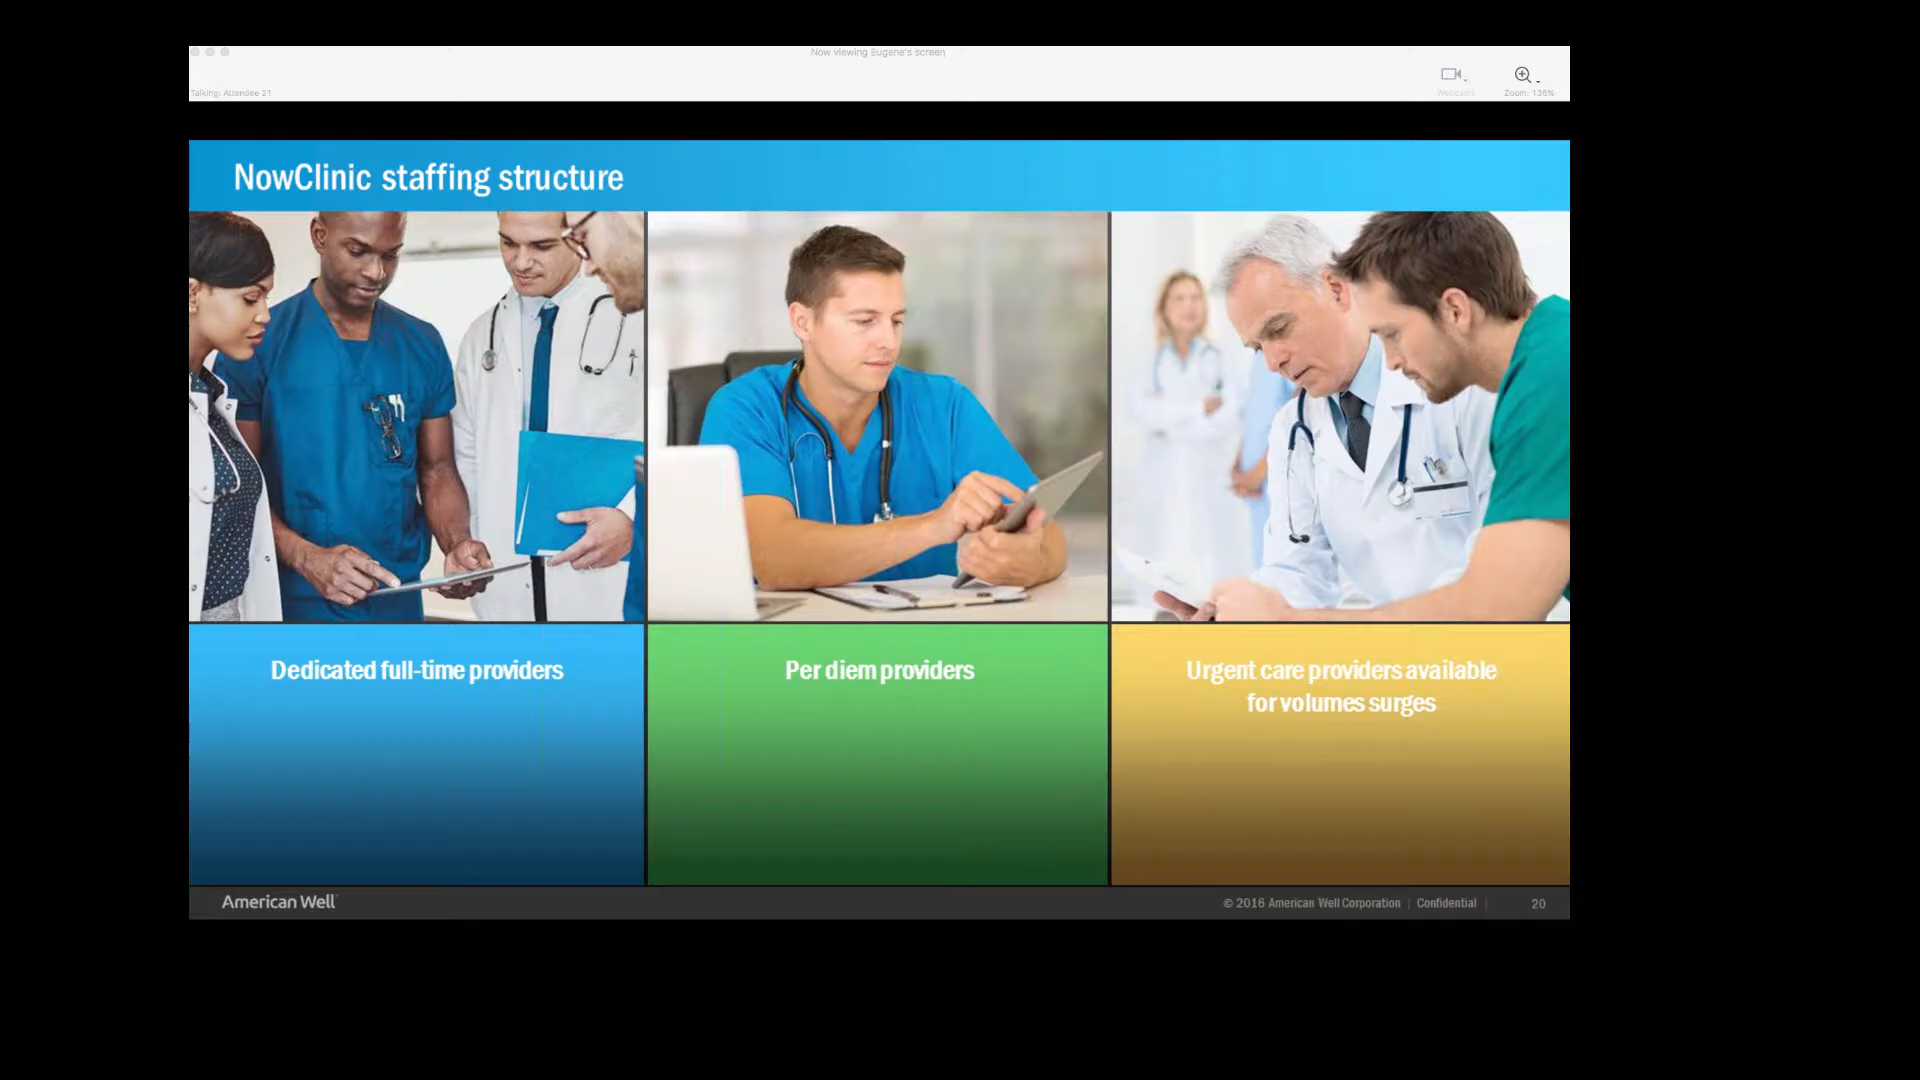 Now viewing Eugene's screen
Talking: Attendee 21
Webcams
Zoom: 136%
NowClinic staffing structure
Dedicated full-time providers
Per diem providers
Urgent care providers available
for volumes surges
American Well
© 2016 American Well Corporation | Confidential |
20